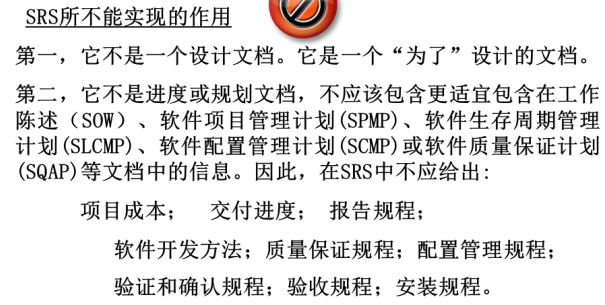 SRS所不能实现的作用
第一，它不是一个设计文档。它是一个“为了”设计的文档。
第二，它不是进度或规划文档，不应该包含更适宜包含在工作
陈述（SOW）、软件项目管理计划(SPMP)、软件生存周期管理
计划(SLCMP)、软件配置管理计划(SCMP)或软件质量保证计划
(SQAP)等文档中的信息。因此，在SRS中不应给出:
项目成本； 交付进度； 报告规程；
软件开发方法；质量保证规程；配置管理规程；
验证和确认规程；验收规程；安装规程。